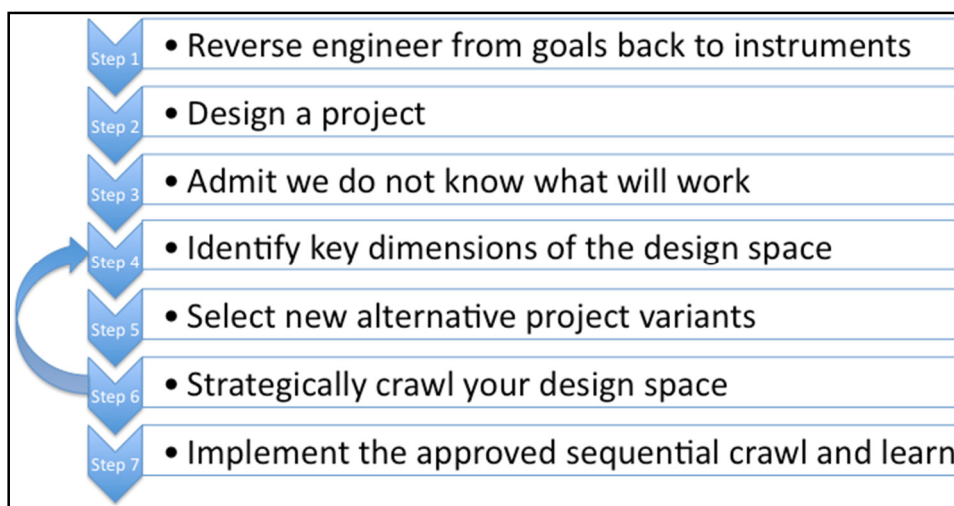 Step 1 • Reverse engineer from goals back to instruments
Step 2 • Design a project
Step 3 • Admit we do not know what will work
Step 4 • Identify key dimensions of the design space
Step 5 • Select new alternative project variants
Step 6 • Strategically crawl your design space
Step 7 • Implement the approved sequential crawl and learn